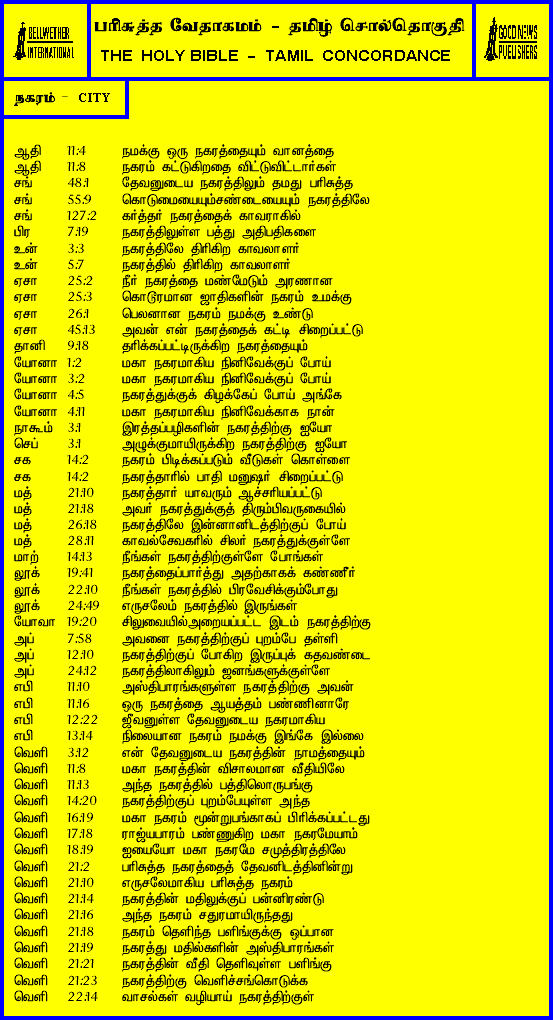 BELLWETHER
INTERNATIONAL
பரிசுத்த வேதாகமம் - தமிழ் சொல்தொகுதி
THE HOLY BIBLE - TAMIL CONCORDANCE
GOOD NEWS
PUBLISHERS
நகரம் - CITY
ஆதி 11:4 நமக்கு ஒரு நகரத்தையும் வானத்தை
ஆதி 11:8 நகரம் கட்டுகிறதை விட்டுவிட்டார்கள்
சங் 48:1 தேவனுடைய நகரத்திலும் தமது பரிசுத்த
சங் 55:9 கொடுமையையும்சண்டையையும் நகரத்திலே
சங் 127:2 கர்த்தர் நகரத்தைக் காவராகில்
பிர 7:19 நகரத்திலுள்ள பத்து அதிபதிகளை
உன் 3:3 நகரத்திலே திரிகிற காவலாளர்
உன் 5:7 நகரத்தில் திரிகிற காவலாளர்
ஏசா 25:2 நீர் நகரத்தை மண்மேடும் அரணான
ஏசா 25:3 கொடூரமான ஜாதிகளின் நகரம் உமக்கு
ஏசா 26:1 பெலனான நகரம் நமக்கு உண்டு
ஏசா 45:13 அவன் என் நகரத்தைக் கட்டி சிறைப்பட்டு
தானி 9:18 தரிக்கப்பட்டிருக்கிற நகரத்தையும்
யோனா 1:2 மகா நகரமாகிய நினிவேக்குப் போய்
யோனா 3:2 மகா நகரமாகிய நினிவேக்குப் போய்
யோனா 4:5 நகரத்துக்குக் கிழக்கேப் போய் அங்கே
யோனா 4:11 மகா நகரமாகிய நினிவேக்காக நான்
நாகூம் 3:1 இரத்தப்பழிகளின் நகரத்திற்கு ஐயோ
செப் 3:1 அழுக்குமாயிருக்கிற நகரத்திற்கு ஐயோ
சக 14:2 நகரம் பிடிக்கப்படும் வீடுகள் கொள்ளை
சக 14:2 நகரத்தாரில் பாதி மனுஷர் சிறைப்பட்டு
மத் 21:10 நகரத்தார் யாவரும் ஆச்சரியப்பட்டு
மத் 21:18 அவர் நகரத்துக்குத் திரும்பிவருகையில்
மத் 26:18 நகரத்திலே இன்னானிடத்திற்குப் போய்
மத் 28:11 காவல்சேவகரில் சிலர் நகரத்துக்குள்ளே
மாற் 14:13 நீங்கள் நகரத்திற்குள்ளே போங்கள்
லூக் 19:41 நகரத்தைப்பார்த்து அதற்காகக் கண்ணீர்
லூக் 22:10 நீங்கள் நகரத்தில் பிரவேசிக்கும்போது
லூக் 24:49 எருசலேம் நகரத்தில் இருங்கள்
யோவா 19:20 சிலுவையில்அறையப்பட்ட இடம் நகரத்திற்கு
அப் 7:58 அவனை நகரத்திற்குப் புறம்பே தள்ளி
அப் 12:10 நகரத்திற்குப் போகிற இருப்புக் கதவண்டை
அப் 24:12 நகரத்திலாகிலும் ஜனங்களுக்குள்ளே
எபி 11:10 அஸ்திபாரங்களுள்ள நகரத்திற்கு அவன்
எபி 11:16 ஒரு நகரத்தை ஆயத்தம் பண்ணினாரே
எபி 12:22 ஜீவனுள்ள தேவனுடைய நகரமாகிய
எபி 13:14 நிலையான நகரம் நமக்கு இங்கே இல்லை
வெளி 3:12 என் தேவனுடைய நகரத்தின் நாமத்தையும்
வெளி 11:8 மகா நகரத்தின் விசாலமான வீதியிலே
வெளி 11:13 அந்த நகரத்தில் பத்திலொருபங்கு
வெளி 14:20 நகரத்திற்குப் புறம்பேயுள்ள அந்த
வெளி 16:19 மகா நகரம் மூன்றுபங்காகப் பிரிக்கப்பட்டது
வெளி 17:18 ராஜ்யபாரம் பண்ணுகிற மகா நகரமேயாம்
வெளி 18:19 ஐயையோ மகா நகரமே சமுத்திரத்திலே
வெளி 21:2 பரிசுத்த நகரத்தைத் தேவனிடத்தினின்று
வெளி 21:10 எருசலேமாகிய பரிசுத்த நகரம்
வெளி 21:14 நகரத்தின் மதிலுக்குப் பன்னிரண்டு
வெளி 21:16 அந்த நகரம் சதுரமாயிருந்தது
வெளி 21:18 நகரம் தெளிந்த பளிங்குக்கு ஒப்பான
வெளி 21:19 நகரத்து மதில்களின் அஸ்திபாரங்கள்
வெளி 21:21 நகரத்தின் வீதி தெளிவுள்ள பளிங்கு
வெளி 21:23 நகரத்திற்கு வெளிச்சங்கொடுக்க
வெளி 22:14 வாசல்கள் வழியாய் நகரத்திற்குள்